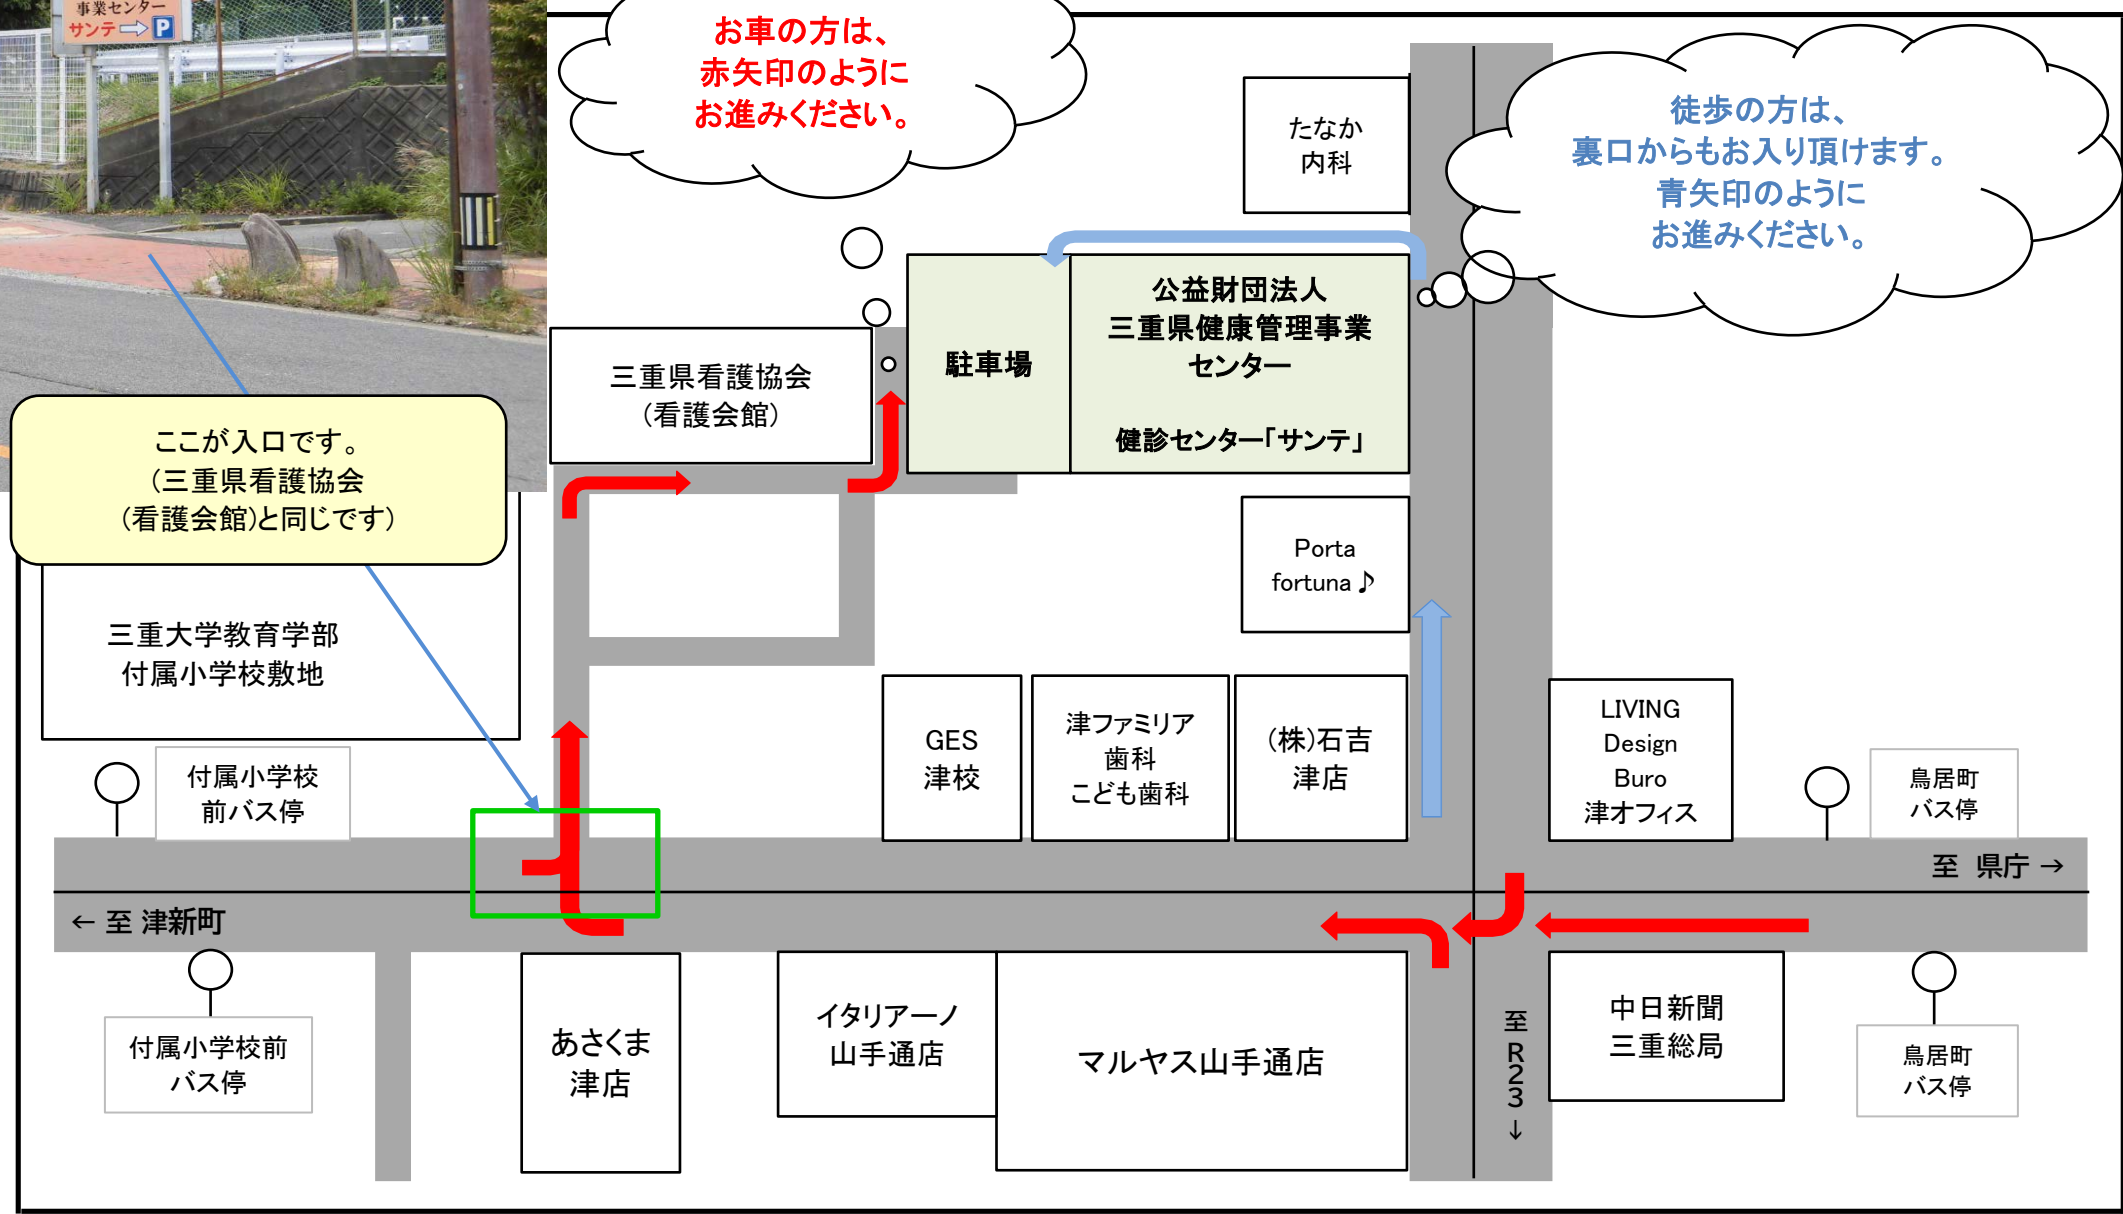 事業センター
サンテ⇨P
お車の方は、
赤矢印のように
お進みください。
徒歩の方は、
裏口からもお入り頂けます。
青矢印のように
お進みください。
たなか
内科
公益財団法人
三重県健康管理事業
センター
健診センター「サンテ」
駐車場
三重県看護協会
(看護会館)
ここが入口です。
(三重県看護協会
(看護会館)と同じです)
Porta
fortuna♪
三重大学教育学部
付属小学校敷地
GES
津校
津ファミリア
歯科
こども歯科
(株)石吉
津店
LIVING
Design
Buro
津オフィス
付属小学校
前バス停
鳥居町
バス停
至 県庁→
←至 津新町
付属小学校前
バス停
あさくま
津店
イタリアーノ
山手通店
マルヤス山手通店
至R23↓
中日新聞
三重総局
鳥居町
バス停